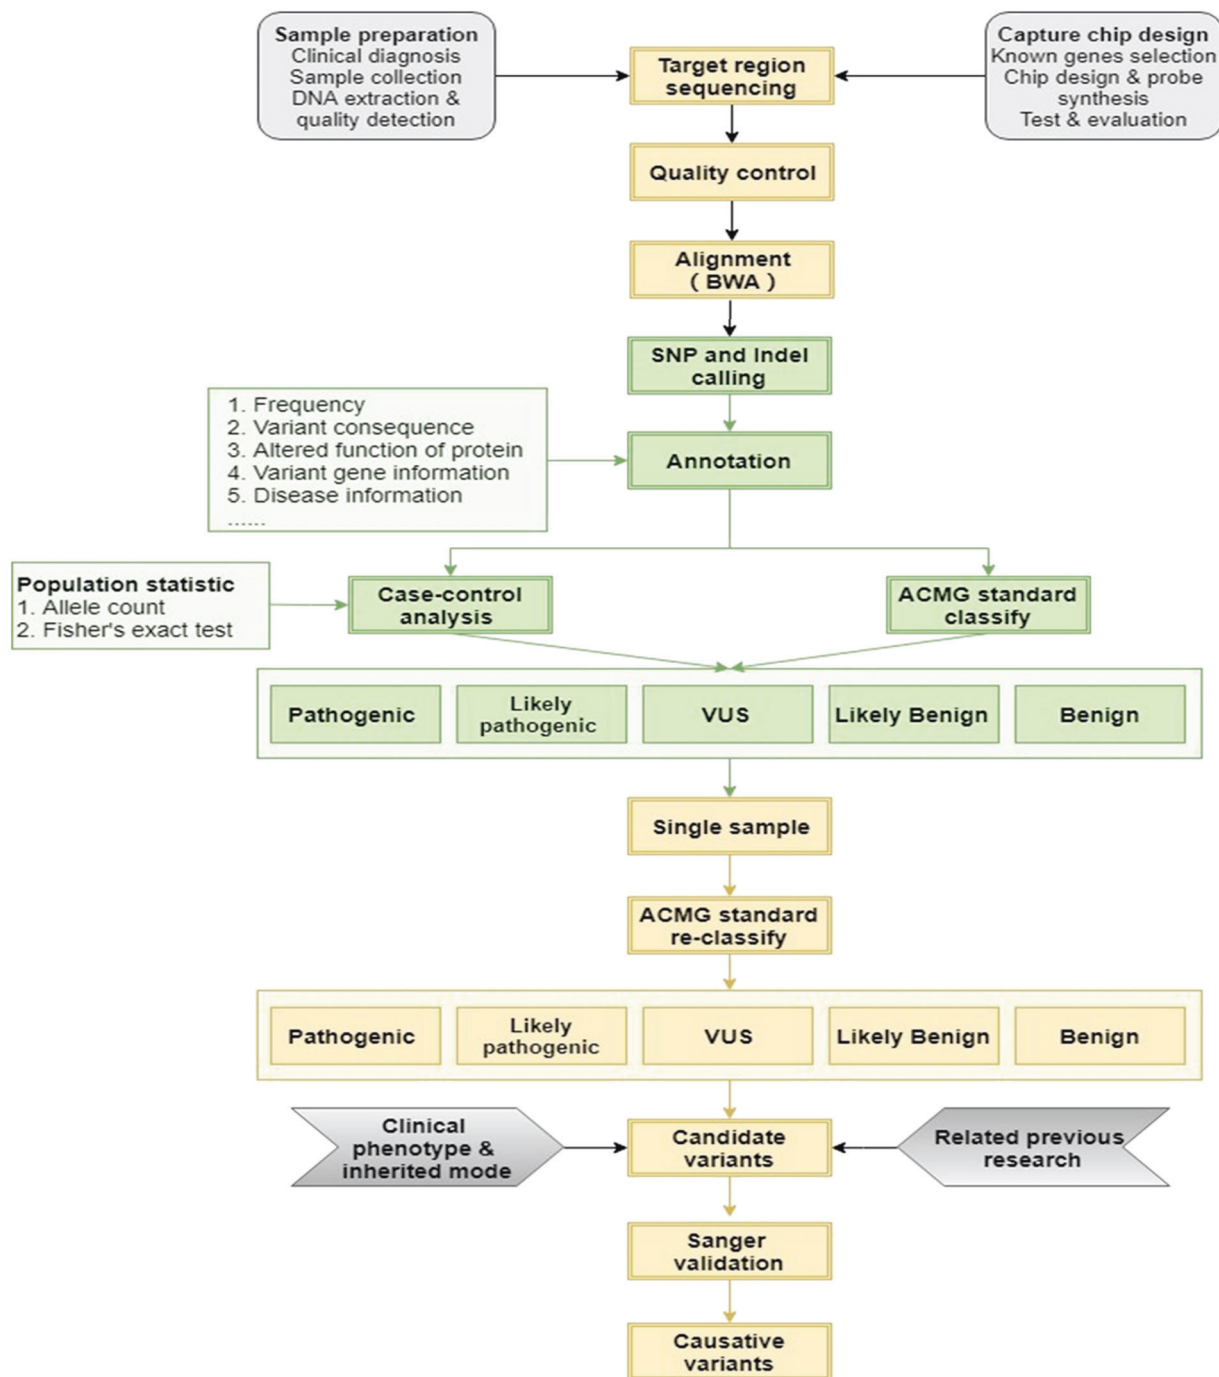 Sample preparation
Clinical diagnosis
Sample collection
DNA extraction &
quality detection
Target region
sequencing
Capture chip design
Known genes selection
Chip design & probe
synthesis
Test & evaluation
Quality control
Alignment
( BWA )
SNP and Indel
calling
1. Frequency
2. Variant consequence
3. Altered function of protein
4. Variant gene information
5. Disease information
......
Annotation
Population statistic
1. Allele count
2. Fisher's exact test
Case-control
analysis
ACMG standard
classify
Pathogenic
Likely
pathogenic
VUS
Likely Benign
Benign
Single sample
ACMG standard
re-classify
Pathogenic
Likely
pathogenic
VUS
Likely Benign
Benign
Clinical
phenotype &
inherited mode
Candidate
variants
Related previous
research
Sanger
validation
Causative
variants